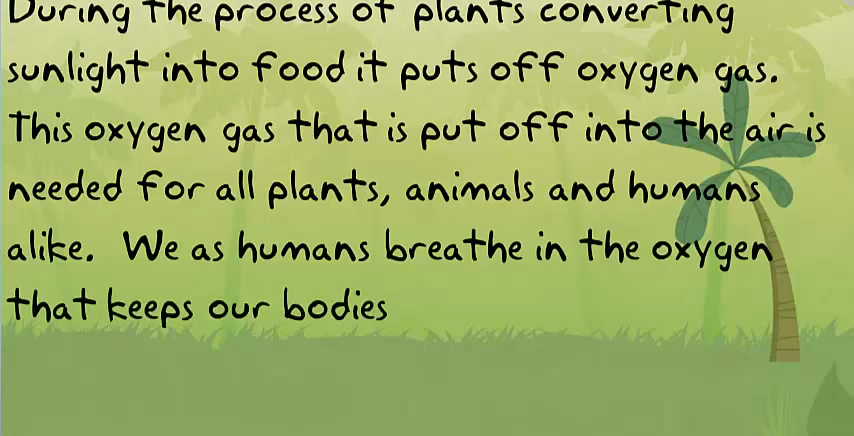 During the process of plants converting
sunlight into food it puts off oxygen gas.
This oxygen gas that is put off into the air is
needed for all plants, animals and humans
alike.  We as humans breathe in the oxygen
that keeps our bodies